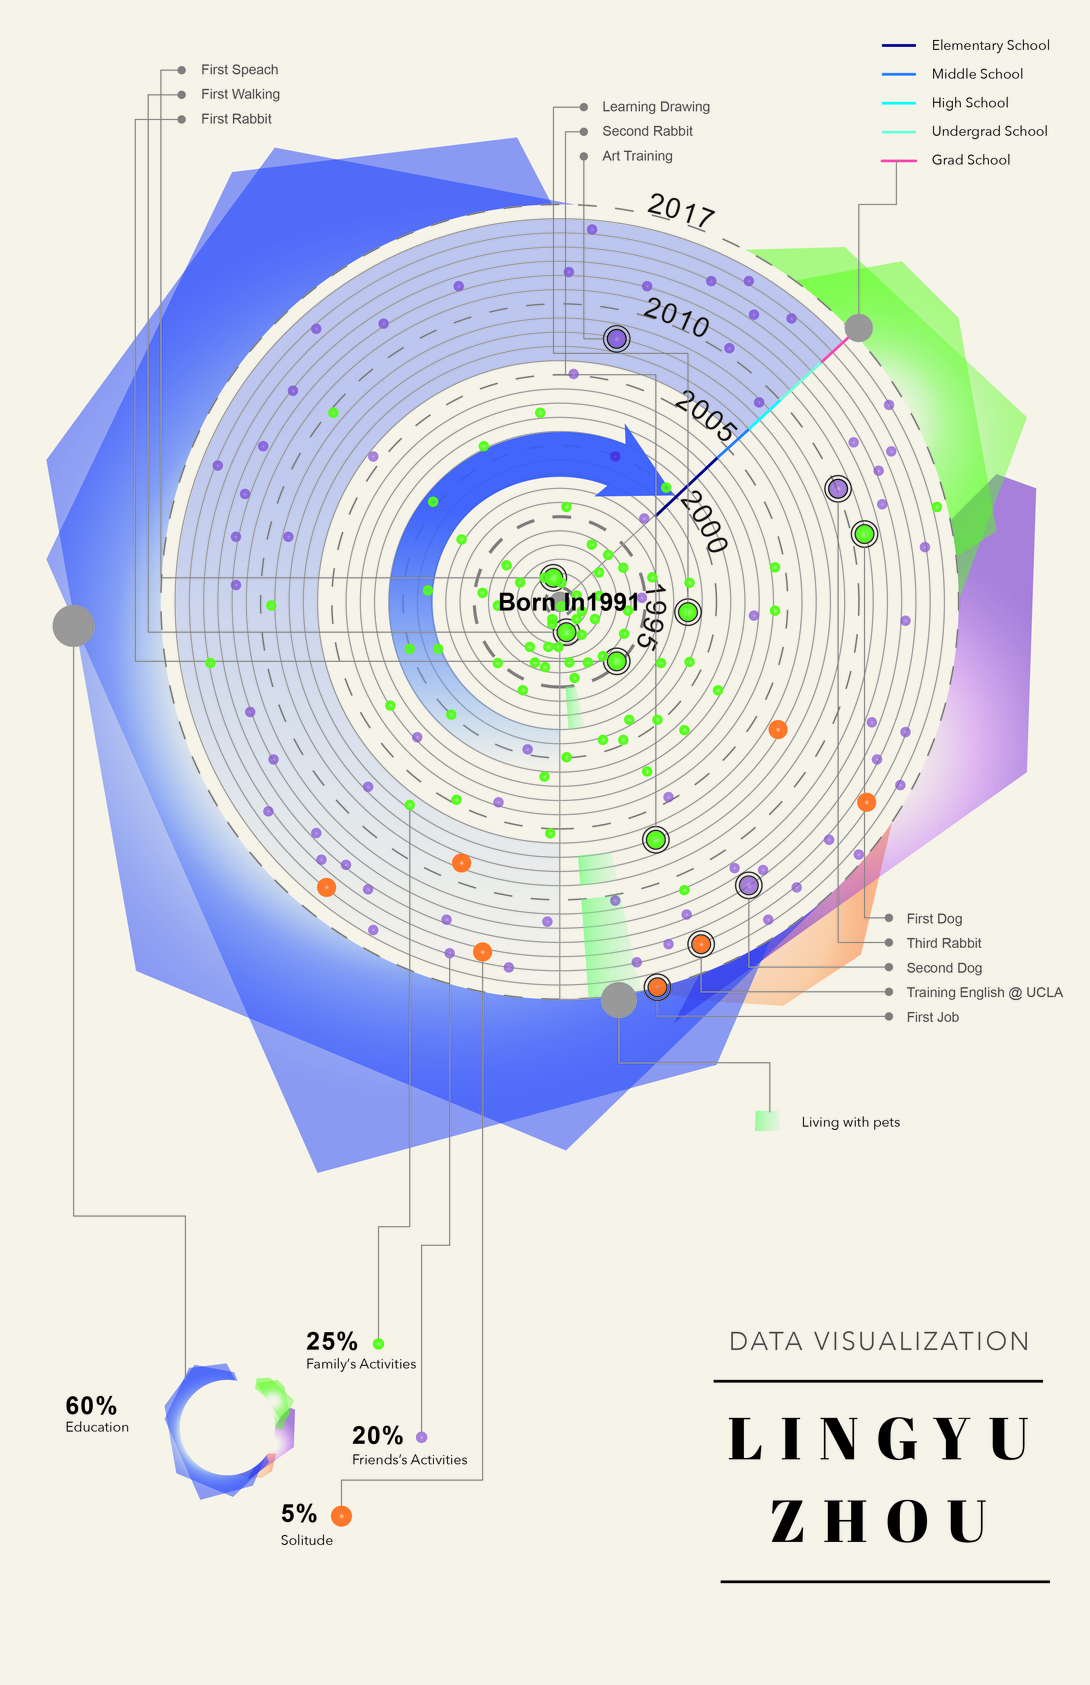 First Speach
First Walking
First Rabbit
Learning Drawing
Second Rabbit
Art Training
Elementary School
Middle School
High School
Undergrad School
Grad School
2017
2010
2005
2000
1995
Born In1991
First Dog
Third Rabbit
Second Dog
Training English @ UCLA
First Job
Living with pets
25%
Family's Activities
60%
Education
20%
Friends's Activities
5%
Solitude
DATA VISUALIZATION
LINGYU
ZHOU